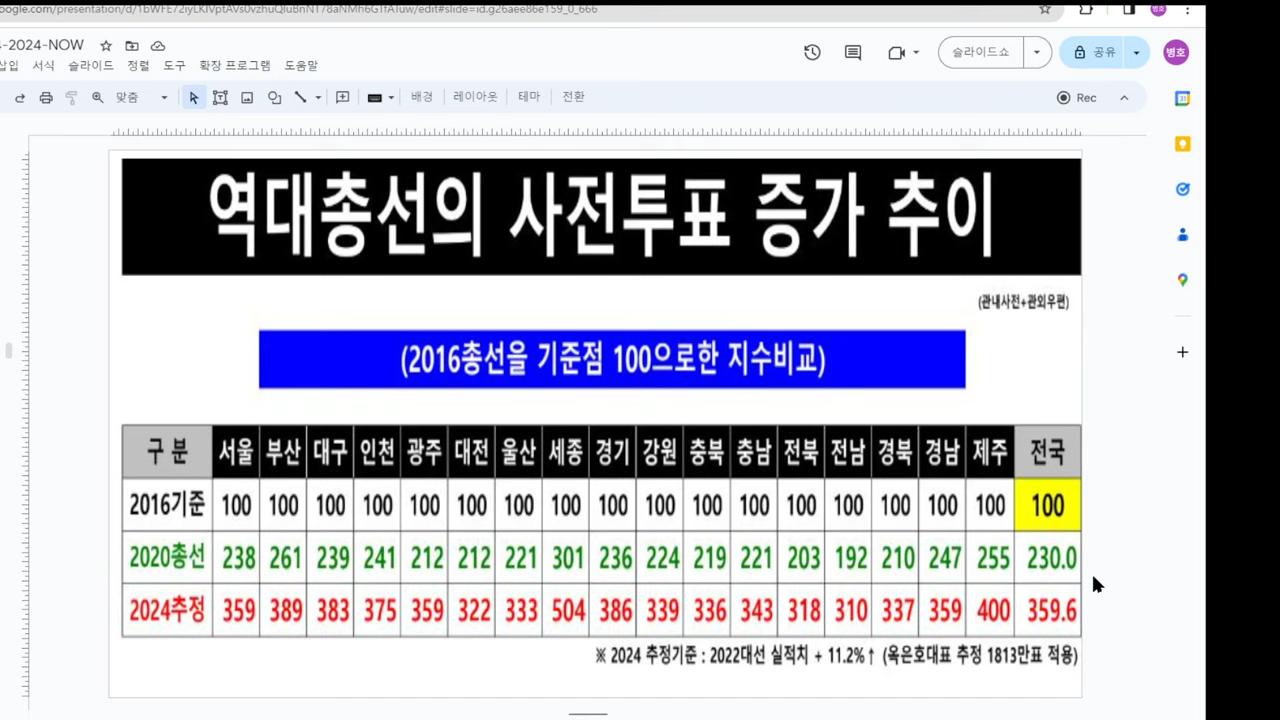 oogle.com/presentation/d/1bWFE72iyLKlVptAVs0vzhuQluBnN178aNMh6GTfATuw/edit#slide=id.g26aee86e159_0_666
4-2024-NOW
삽입 서식 슬라이드 정렬 도구 확장 프로그램 도움말
슬라이드쇼
공유
병호
맞춤
배경 레이아웃 테마 전환
Rec
역대총선의 사전투표 증가 추이
(관내사전+관외우편)
(2016총선을 기준점 100으로한 지수비교)
구 분 서울 부산 대구 인천 광주 대전 울산 세종 경기 강원 충북 충남 전북 전남 경북 경남 제주 전국
2016기준 100 100 100 100 100 100 100 100 100 100 100 100 100 100 100 100 100 100
2020총선 238 261 239 241 212 212 221 301 236 224 219 221 203 192 210 247 255 230.0
2024추정 359 389 383 375 359 322 333 504 386 339 336 343 318 310 337 359 400 359.6
※ 2024 추정기준 : 2022대선 실적치 + 11.2%↑ (옥은호대표 추정 1813만표 적용)